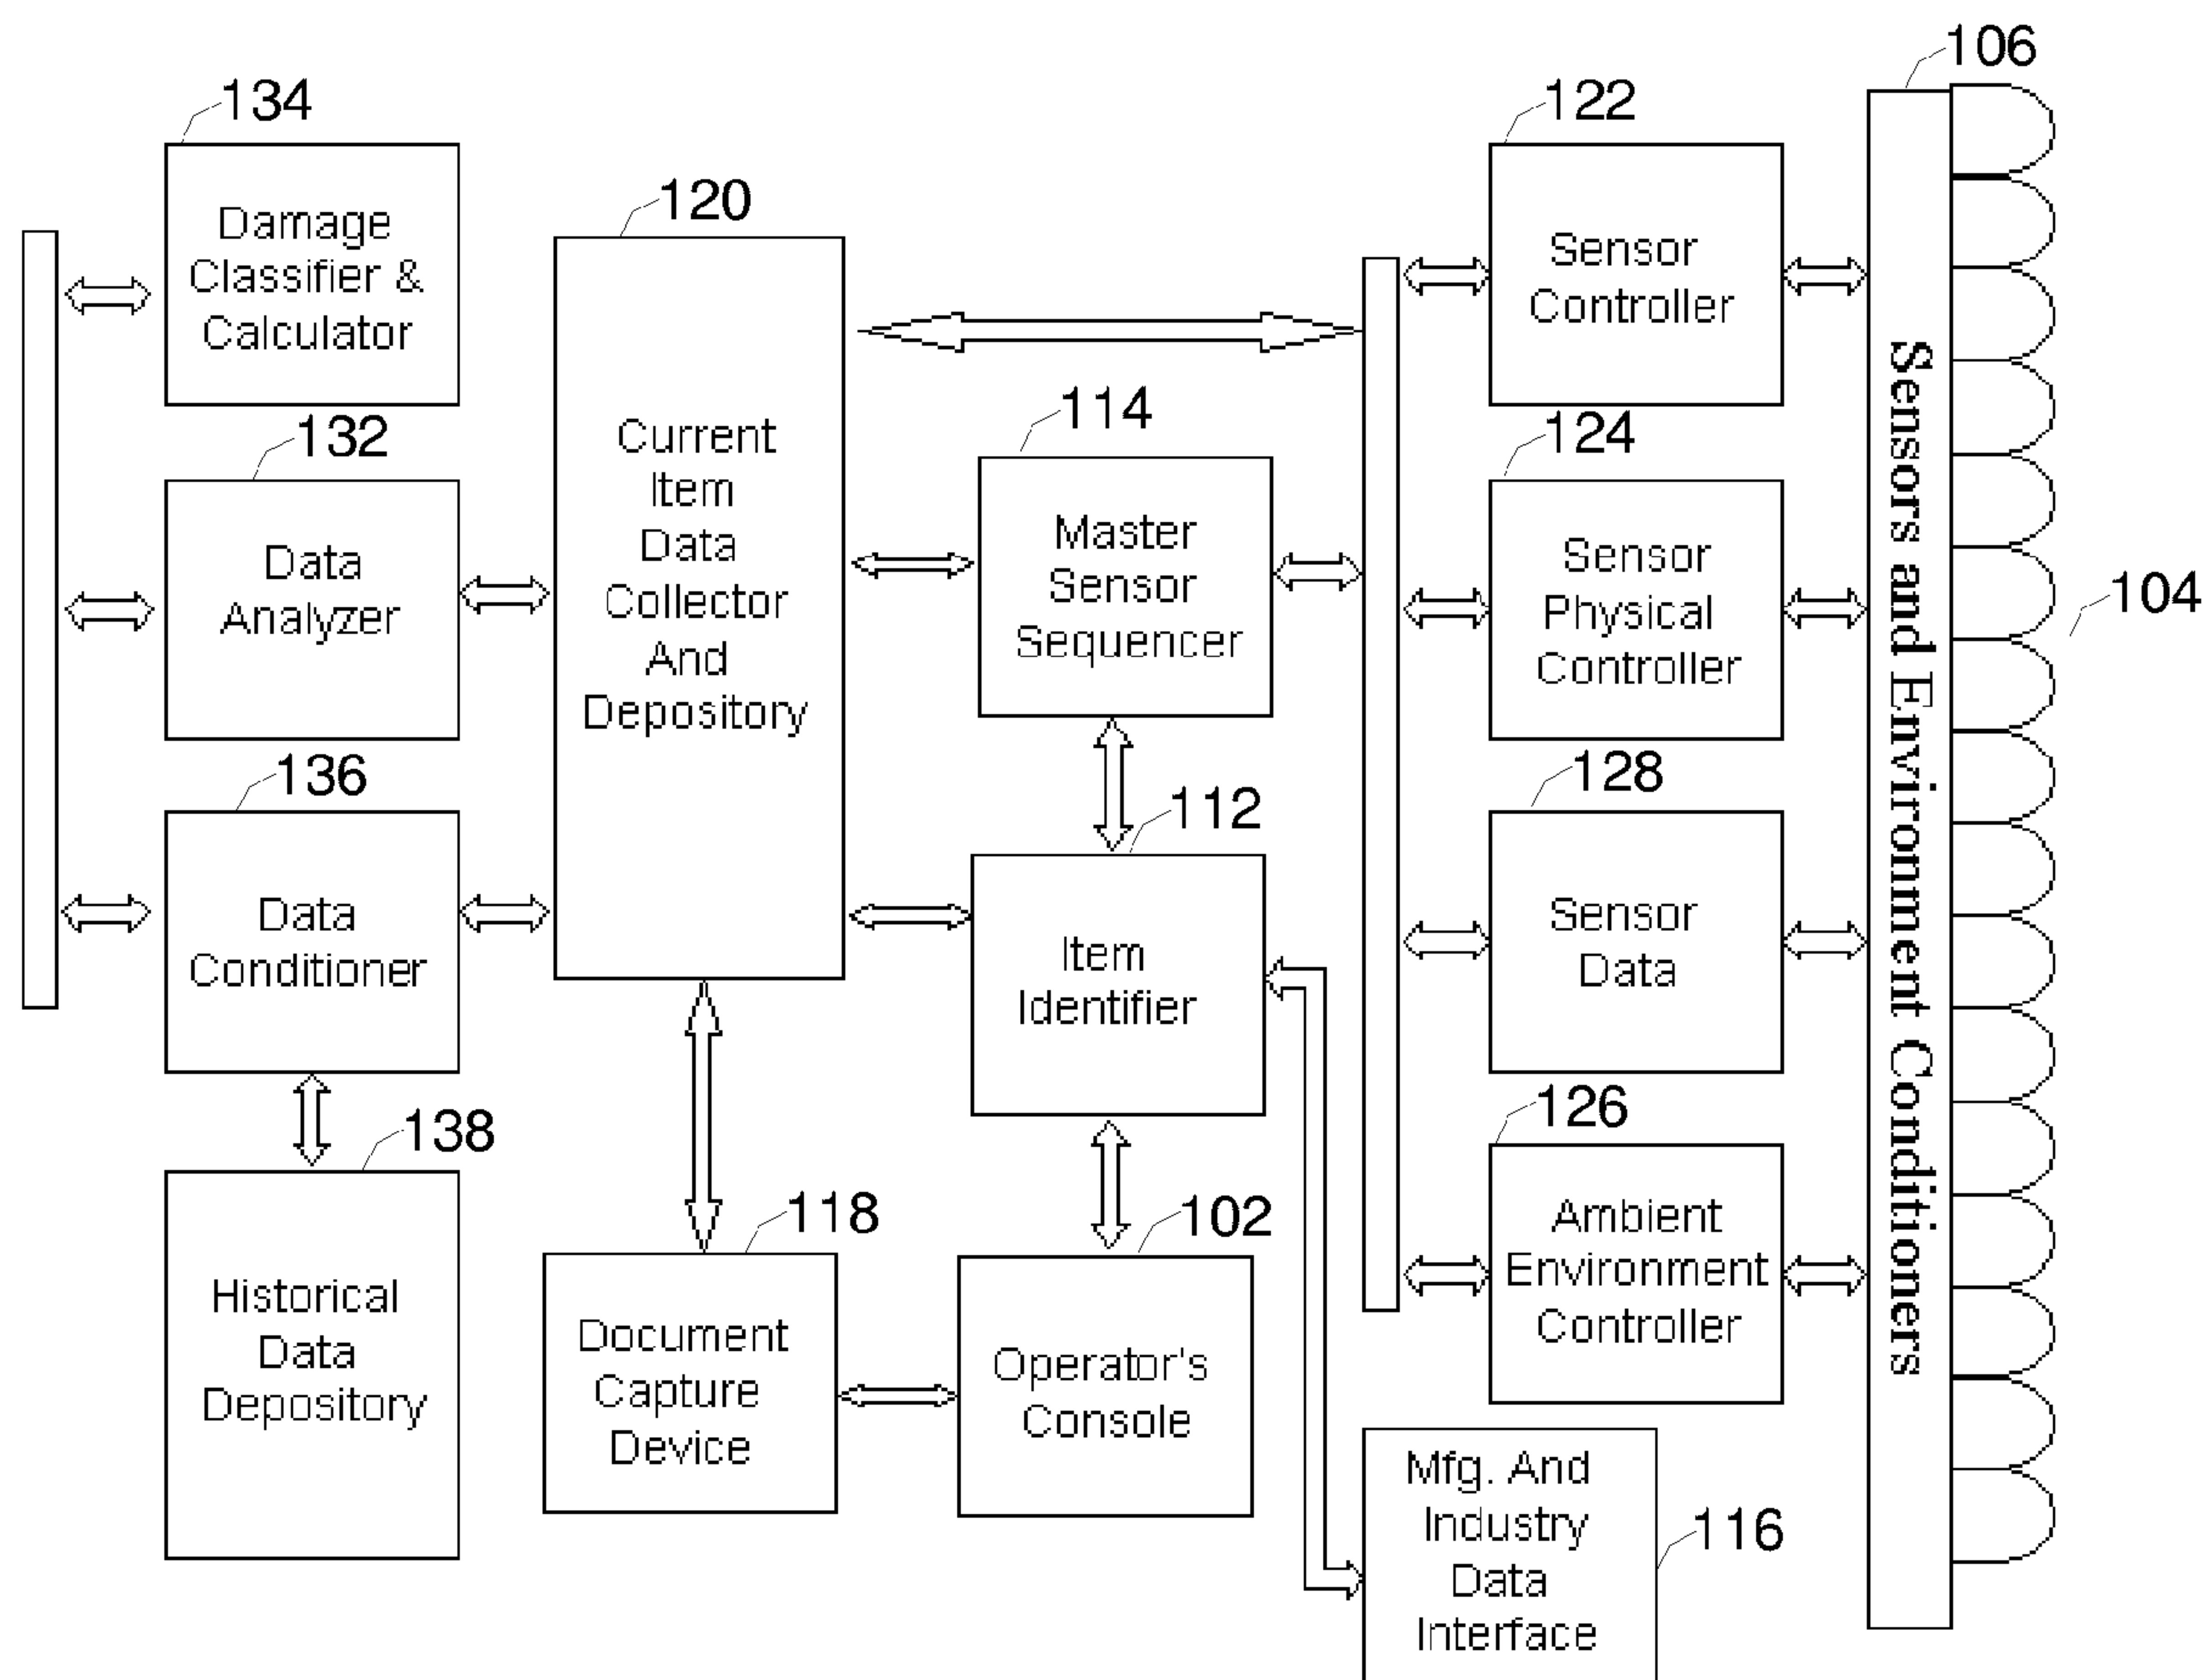 106
134
122
Damage
Classifier &
Calculator
120
Sensor
Controller
Current
Item
Data
Collector
And
Depository
114
Master
Sensor
Sequencer
132
Data
Analyzer
124
Sensor
Physical
Controller
Sensors and Environment Conditioners
104
136
Data
Conditioner
112
Item
Identifier
128
Sensor
Data
138
Historical
Data
Depository
118
Document
Capture
Device
102
Operator's
Console
126
Ambient
Environment
Controller
Mfg. And
Industry
Data
Interface
116